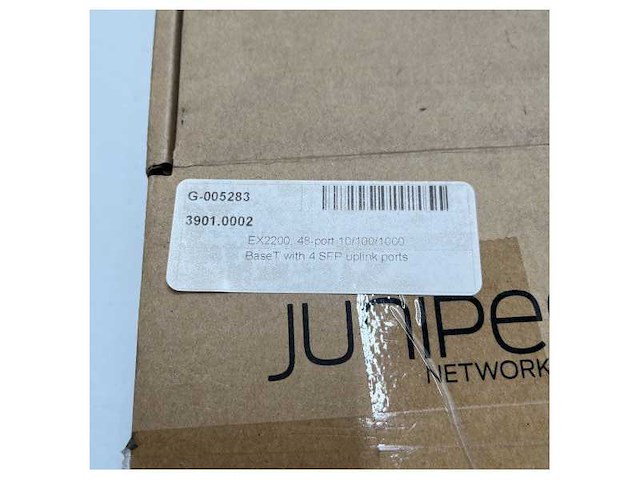 G-005283
3901.0002
EX2200, 48-port 10/100/1000
BaseT with 4 SFP uplink ports
JUNIPe
NETWORK